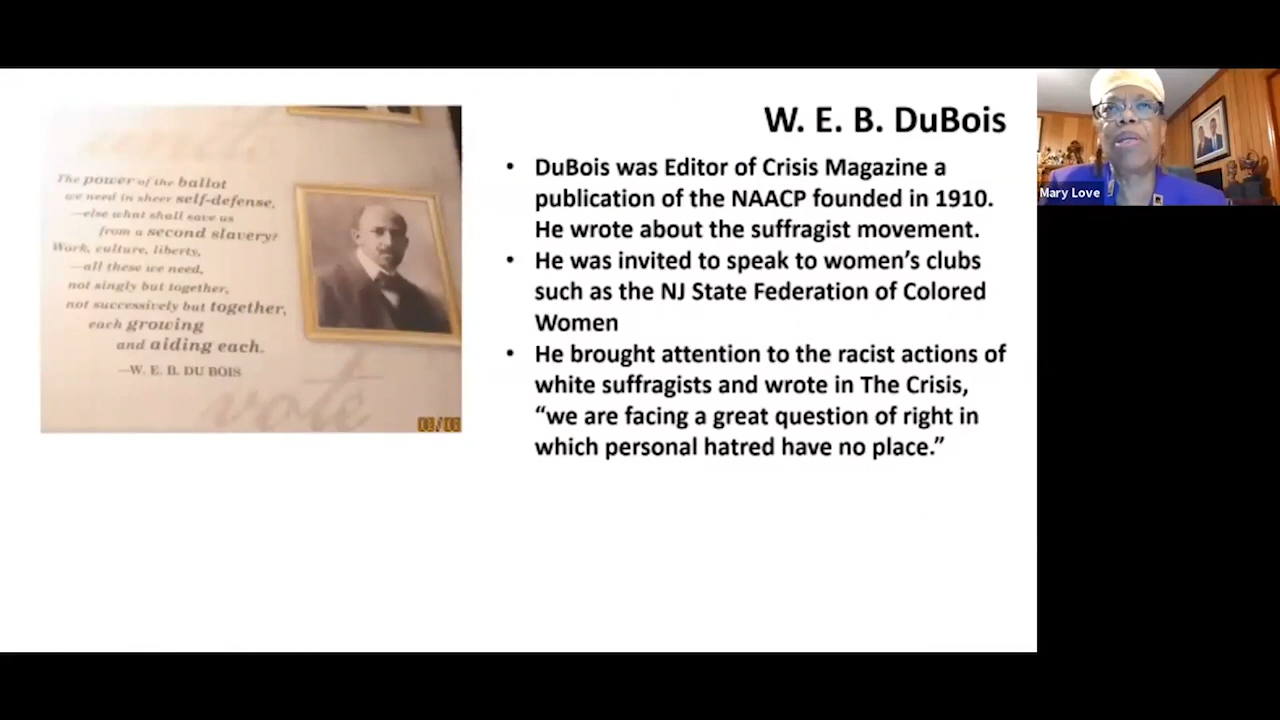 The power of the ballot
we need in sheer self-defense,
—else what shall save us
from a second slavery?
Work, culture, liberty,
—all these we need,
not singly but together,
not successively but together,
each growing
and aiding each.
—W. E. B. DU BOIS
vote
W. E. B. DuBois
• DuBois was Editor of Crisis Magazine a
publication of the NAACP founded in 1910.
He wrote about the suffragist movement.
• He was invited to speak to women's clubs
such as the NJ State Federation of Colored
Women
• He brought attention to the racist actions of
white suffragists and wrote in The Crisis,
“we are facing a great question of right in
which personal hatred have no place.”
Mary Love